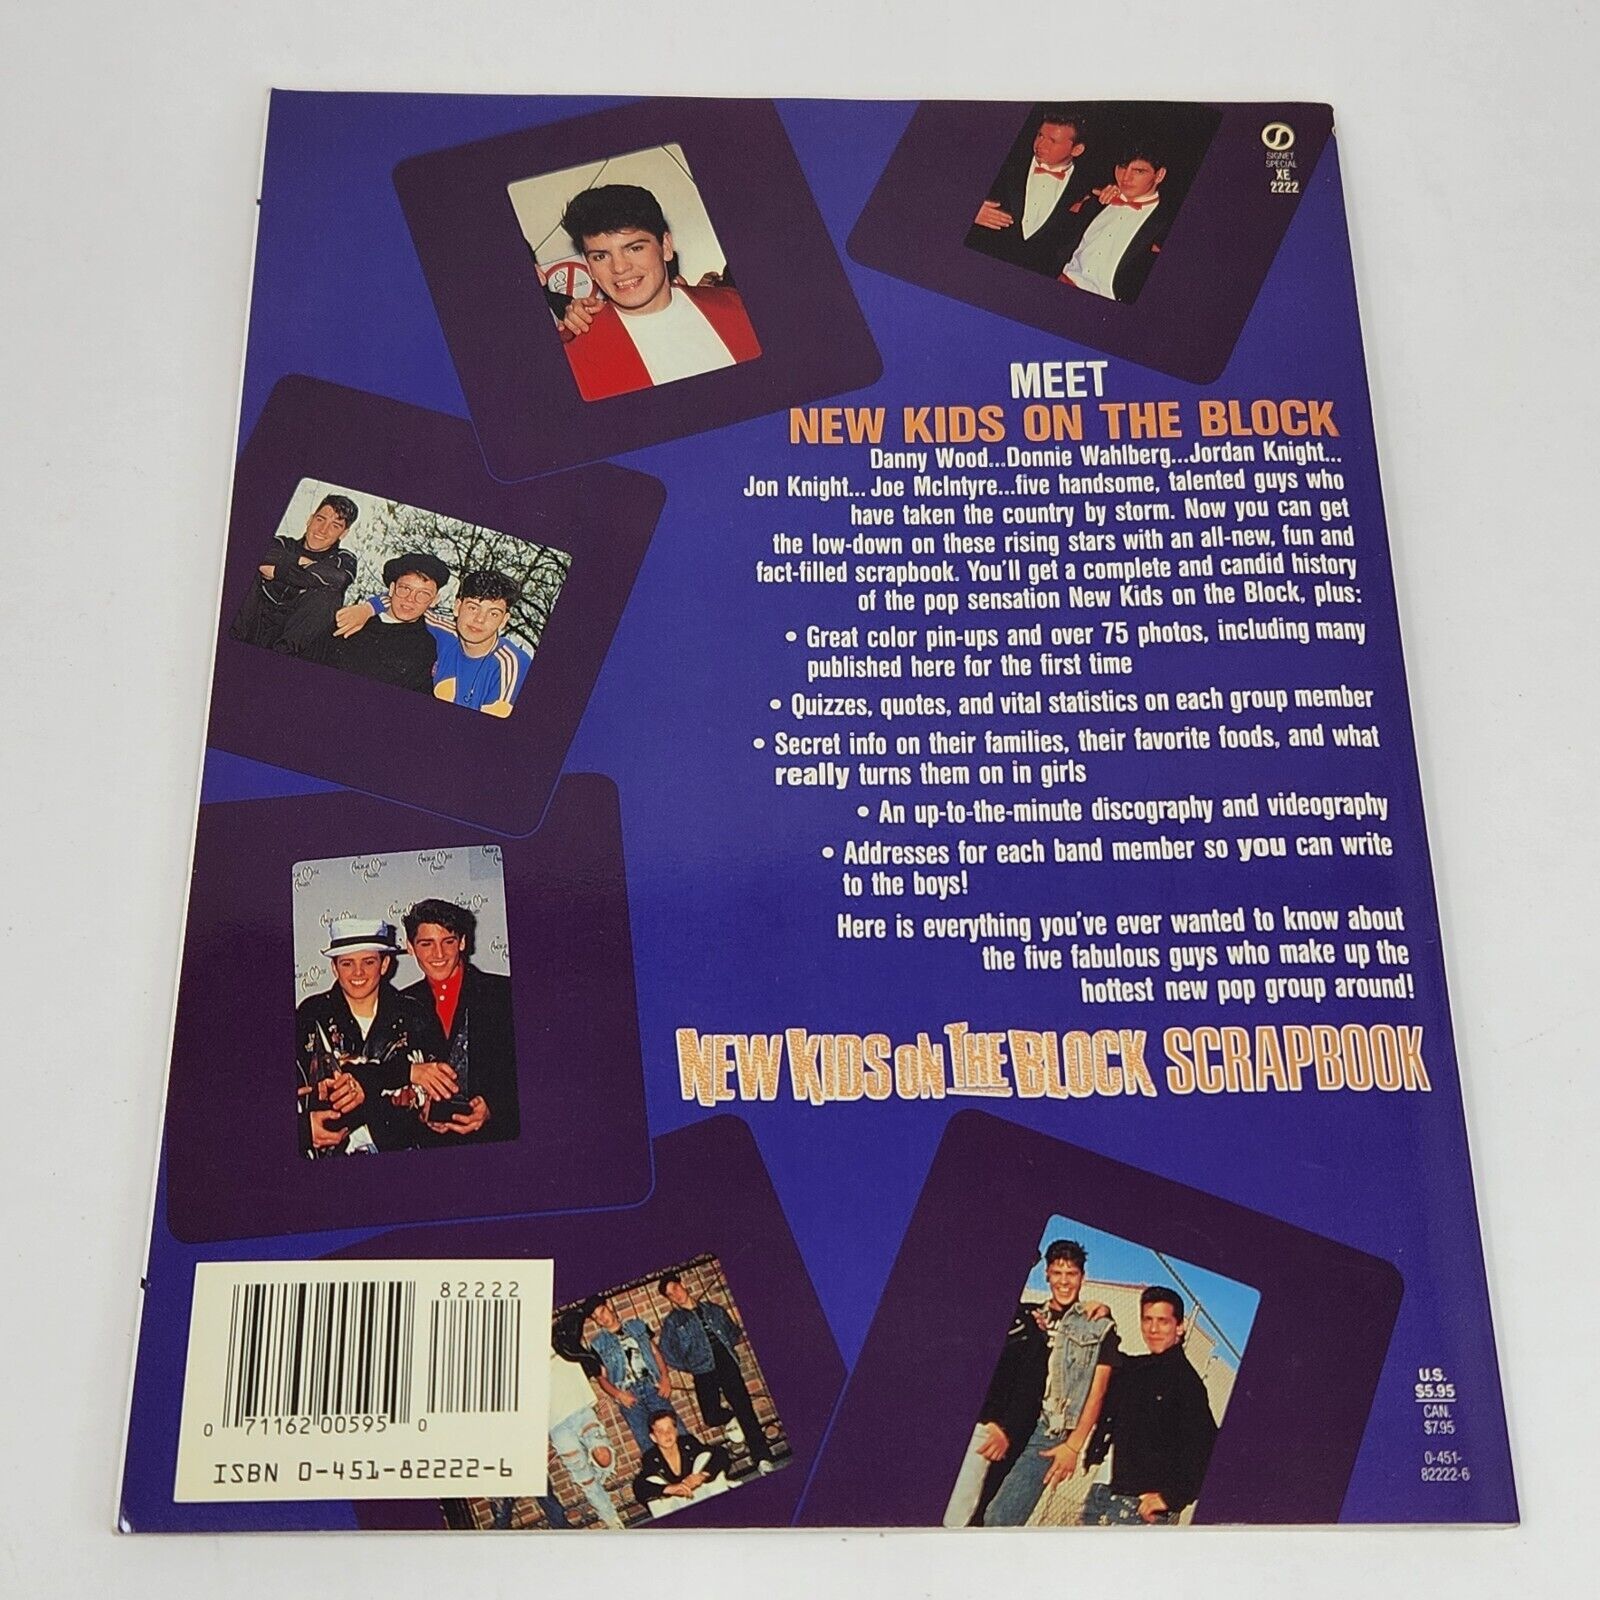 SIGNET
SPECIAL
XE
2222
MEET
NEW KIDS ON THE BLOCK
Danny Wood...Donnie Wahlberg...Jordan Knight...
Jon Knight...Joe McIntyre...five handsome, talented guys who
have taken the country by storm. Now you can get
the low-down on these rising stars with an all-new, fun and
fact-filled scrapbook. You'll get a complete and candid history
of the pop sensation New Kids on the Block, plus:
• Great color pin-ups and over 75 photos, including many
published here for the first time
• Quizzes, quotes, and vital statistics on each group member
• Secret info on their families, their favorite foods, and what
really turns them on in girls
• An up-to-the-minute discography and videography
• Addresses for each band member so you can write
to the boys!
Here is everything you've ever wanted to know about
the five fabulous guys who make up the
hottest new pop group around!
NEW KIDS ON THE BLOCK SCRAPBOOK
82222
0 71162 00595 0
ISBN 0-451-82222-6
U.S.
$5.95
CAN.
$7.95
0-451-
82222-6